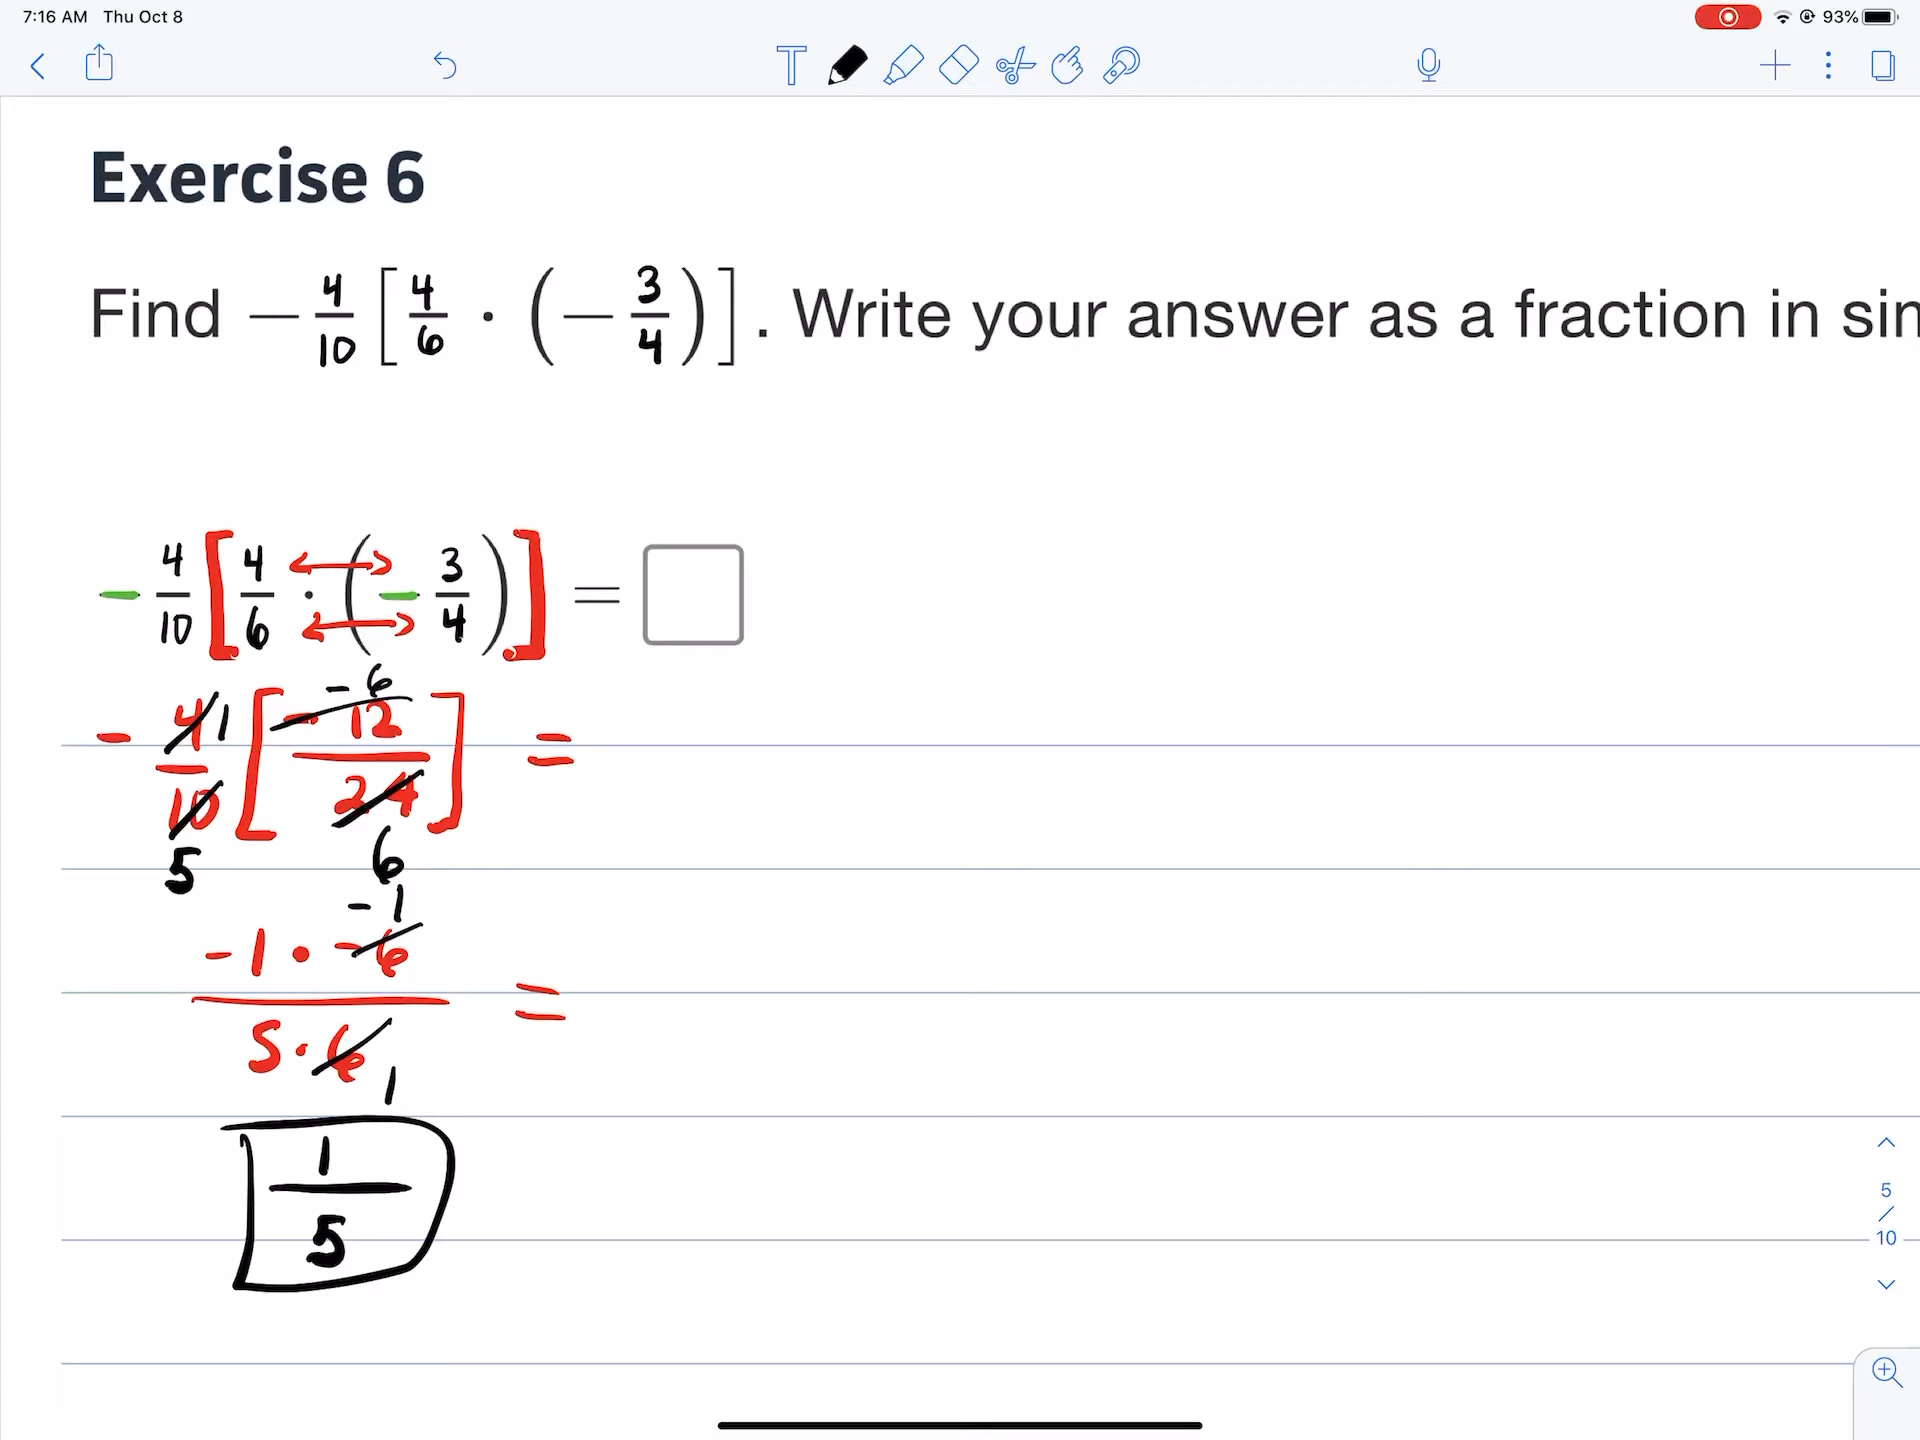 7:16 AM Thu Oct 8 93%
Exercise 6
Find − 4/10 [ 4/6 · ( − 3/4 ) ] . Write your answer as a fraction in sin
− 4/10 [ 4/6 · ( − 3/4 ) ] =
− 6
− 4/10 1 [ − 12/24 ] =
5 6
− 1
−1 · −6 / 5 · 6 =
1
1/5
5 / 10